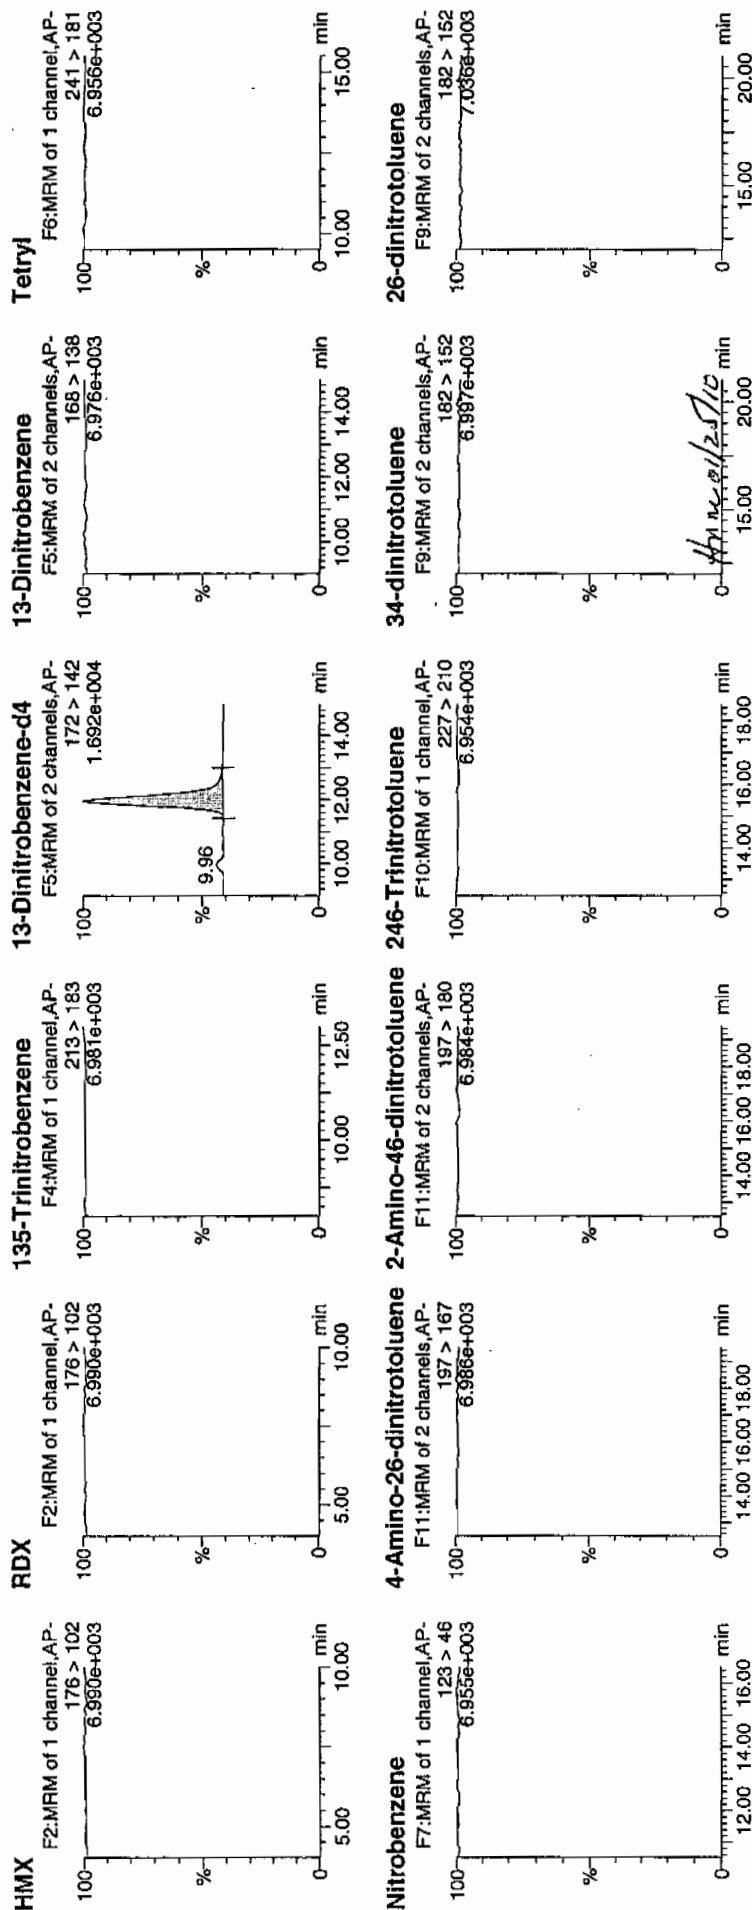 HMX
F2:MRM of 1 channel,AP-
176 > 102
6.990e+003
100
%
0
5.00 10.00 min
RDX
F2:MRM of 1 channel,AP-
176 > 102
6.990e+003
100
%
0
5.00 10.00 min
135-Trinitrobenzene
F4:MRM of 1 channel,AP-
213 > 183
6.981e+003
100
%
0
10.00 12.50 min
13-Dinitrobenzene-d4
F5:MRM of 2 channels,AP-
172 > 142
1.692e+004
100
9.96
%
0
10.00 12.00 14.00 min
13-Dinitrobenzene
F5:MRM of 2 channels,AP-
168 > 138
6.976e+003
100
%
0
10.00 12.00 14.00 min
Tetryl
F6:MRM of 1 channel,AP-
241 > 181
6.956e+003
100
%
0
10.00 15.00 min
Nitrobenzene
F7:MRM of 1 channel,AP-
123 > 46
6.955e+003
100
%
0
12.00 14.00 16.00 min
4-Amino-26-dinitrotoluene
F11:MRM of 2 channels,AP-
197 > 167
6.986e+003
100
%
0
14.00 16.00 18.00 min
2-Amino-46-dinitrotoluene
F11:MRM of 2 channels,AP-
197 > 180
6.984e+003
100
%
0
14.00 16.00 18.00 min
246-Trinitrotoluene
F10:MRM of 1 channel,AP-
227 > 210
6.954e+003
100
%
0
14.00 16.00 18.00 min
34-dinitrotoluene
F9:MRM of 2 channels,AP-
182 > 152
6.997e+003
100
%
0
15.00 20.00 min
01/25/10
26-dinitrotoluene
F9:MRM of 2 channels,AP-
182 > 152
7.036e+003
100
%
0
15.00 20.00 min